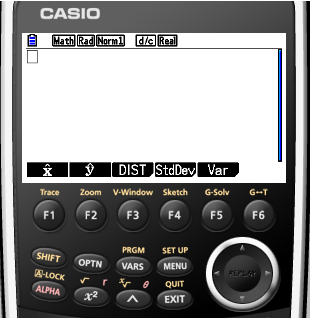 CASIO
Math Rad Norm1 d/c Real
x̂ ŷ DIST StdDev Var
Trace Zoom V-Window Sketch G-Solv G↔T
F1 F2 F3 F4 F5 F6
PRGM SET UP
SHIFT OPTN VARS MENU
A-LOCK √ r ˣ√ θ QUIT
ALPHA x² ^ EXIT
REPLAY